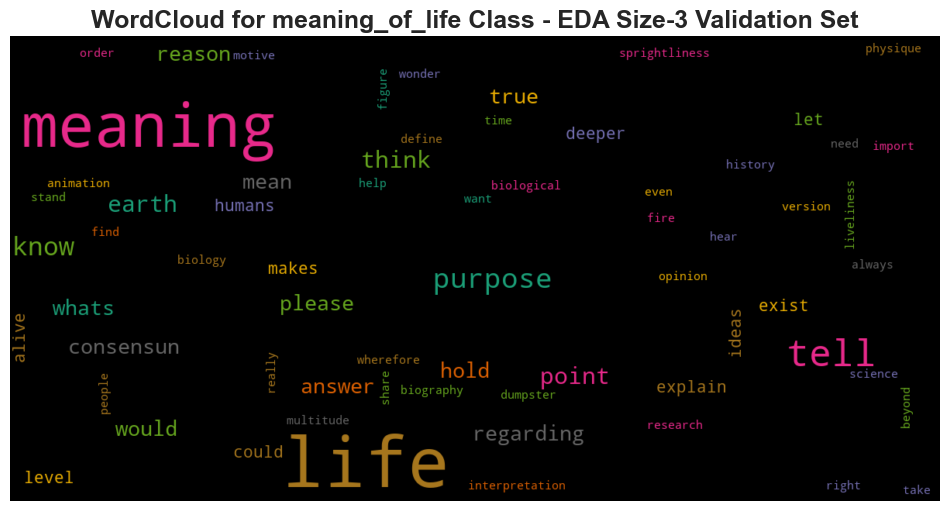 WordCloud for meaning_of_life Class - EDA Size-3 Validation Set
order reason motive sprightliness physique
figure wonder
meaning true
time let
think define deeper need import
history
animation mean help biological
stand earth humans want even version liveliness
fire
find hear
know
biology makes always
purpose opinion
whats please exist
alive consensun ideas tell
wherefore hold
people really answer share biography point dumpster explain science
beyond
would multitude regarding research
could life
level interpretation right take